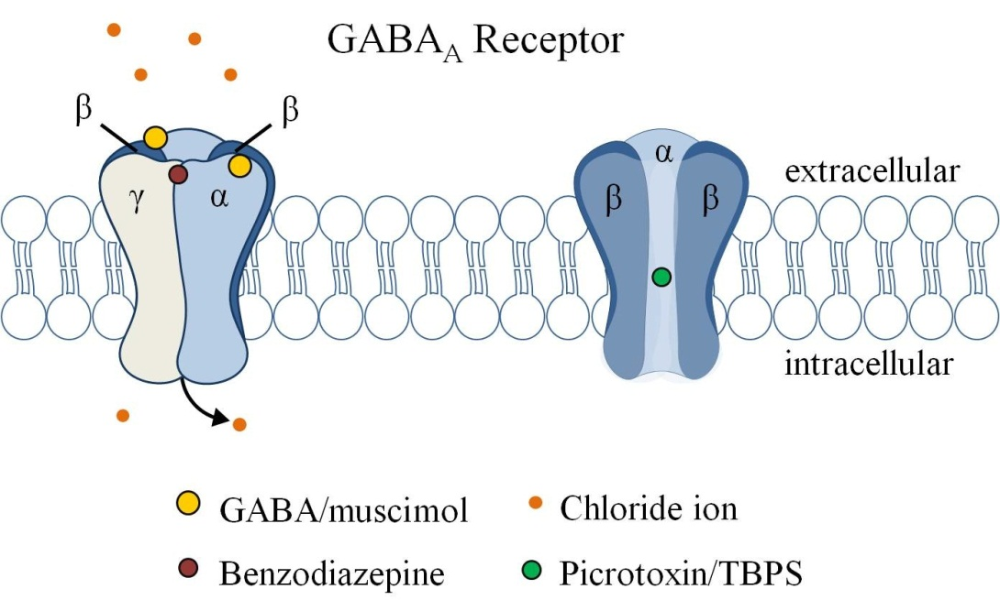 GABAA Receptor
β
β
γ
α
α
β
β
extracellular
intracellular
GABA/muscimol
Chloride ion
Benzodiazepine
Picrotoxin/TBPS